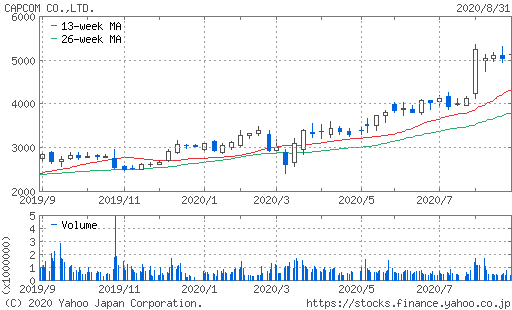 CAPCOM CO.,LTD. 2020/8/31
6000
13-week MA
26-week MA
5000
4000
3000
2000
2019/9 2019/11 2020/1 2020/3 2020/5 2020/7
5
Volume
4
3
2
1
0
(x1000000)
2019/9 2019/11 2020/1 2020/3 2020/5 2020/7
(C) 2020 Yahoo Japan Corporation. https://stocks.finance.yahoo.co.jp